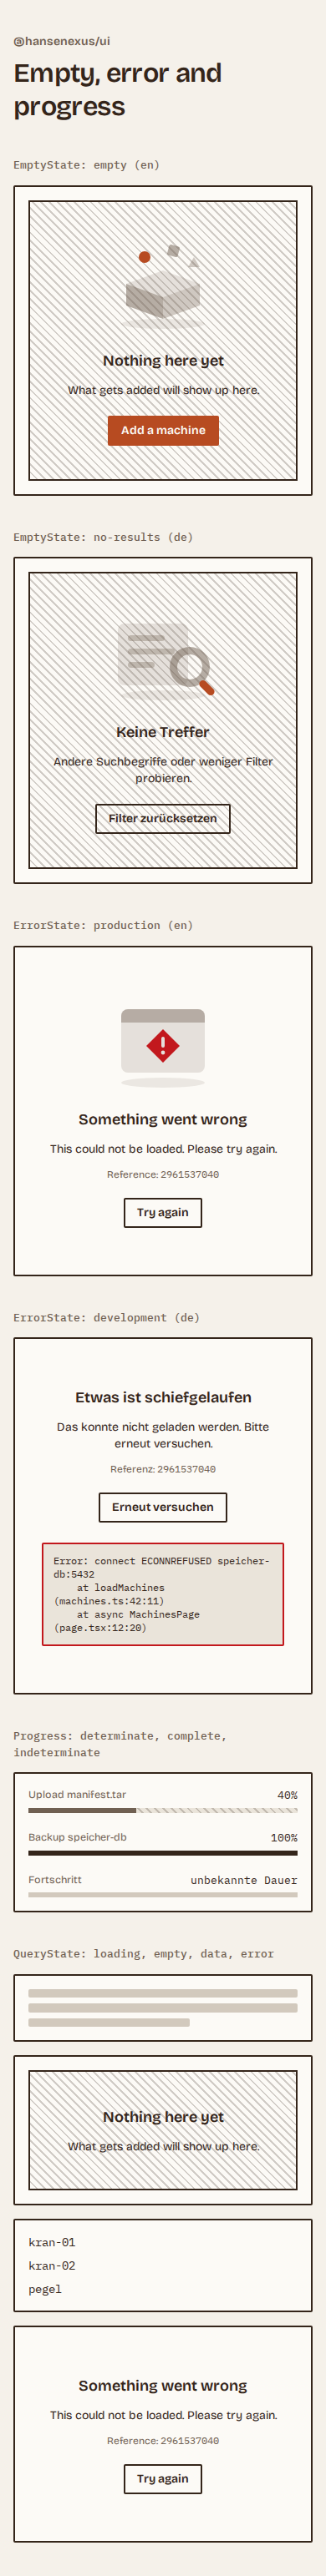 @hansenexus/ui
Empty, error and
progress
EmptyState: empty (en)
Nothing here yet
What gets added will show up here.
Add a machine
EmptyState: no-results (de)
Keine Treffer
Andere Suchbegriffe oder weniger Filter
probieren.
Filter zurücksetzen
ErrorState: production (en)
Something went wrong
This could not be loaded. Please try again.
Reference: 2961537040
Try again
ErrorState: development (de)
Etwas ist schiefgelaufen
Das konnte nicht geladen werden. Bitte
erneut versuchen.
Referenz: 2961537040
Erneut versuchen
Error: connect ECONNREFUSED speicher-
db:5432
at loadMachines
(machines.ts:42:11)
at async MachinesPage
(page.tsx:12:20)
Progress: determinate, complete,
indeterminate
Upload manifest.tar 40%
Backup speicher-db 100%
Fortschritt unbekannte Dauer
QueryState: loading, empty, data, error
Nothing here yet
What gets added will show up here.
kran-01
kran-02
pegel
Something went wrong
This could not be loaded. Please try again.
Reference: 2961537040
Try again